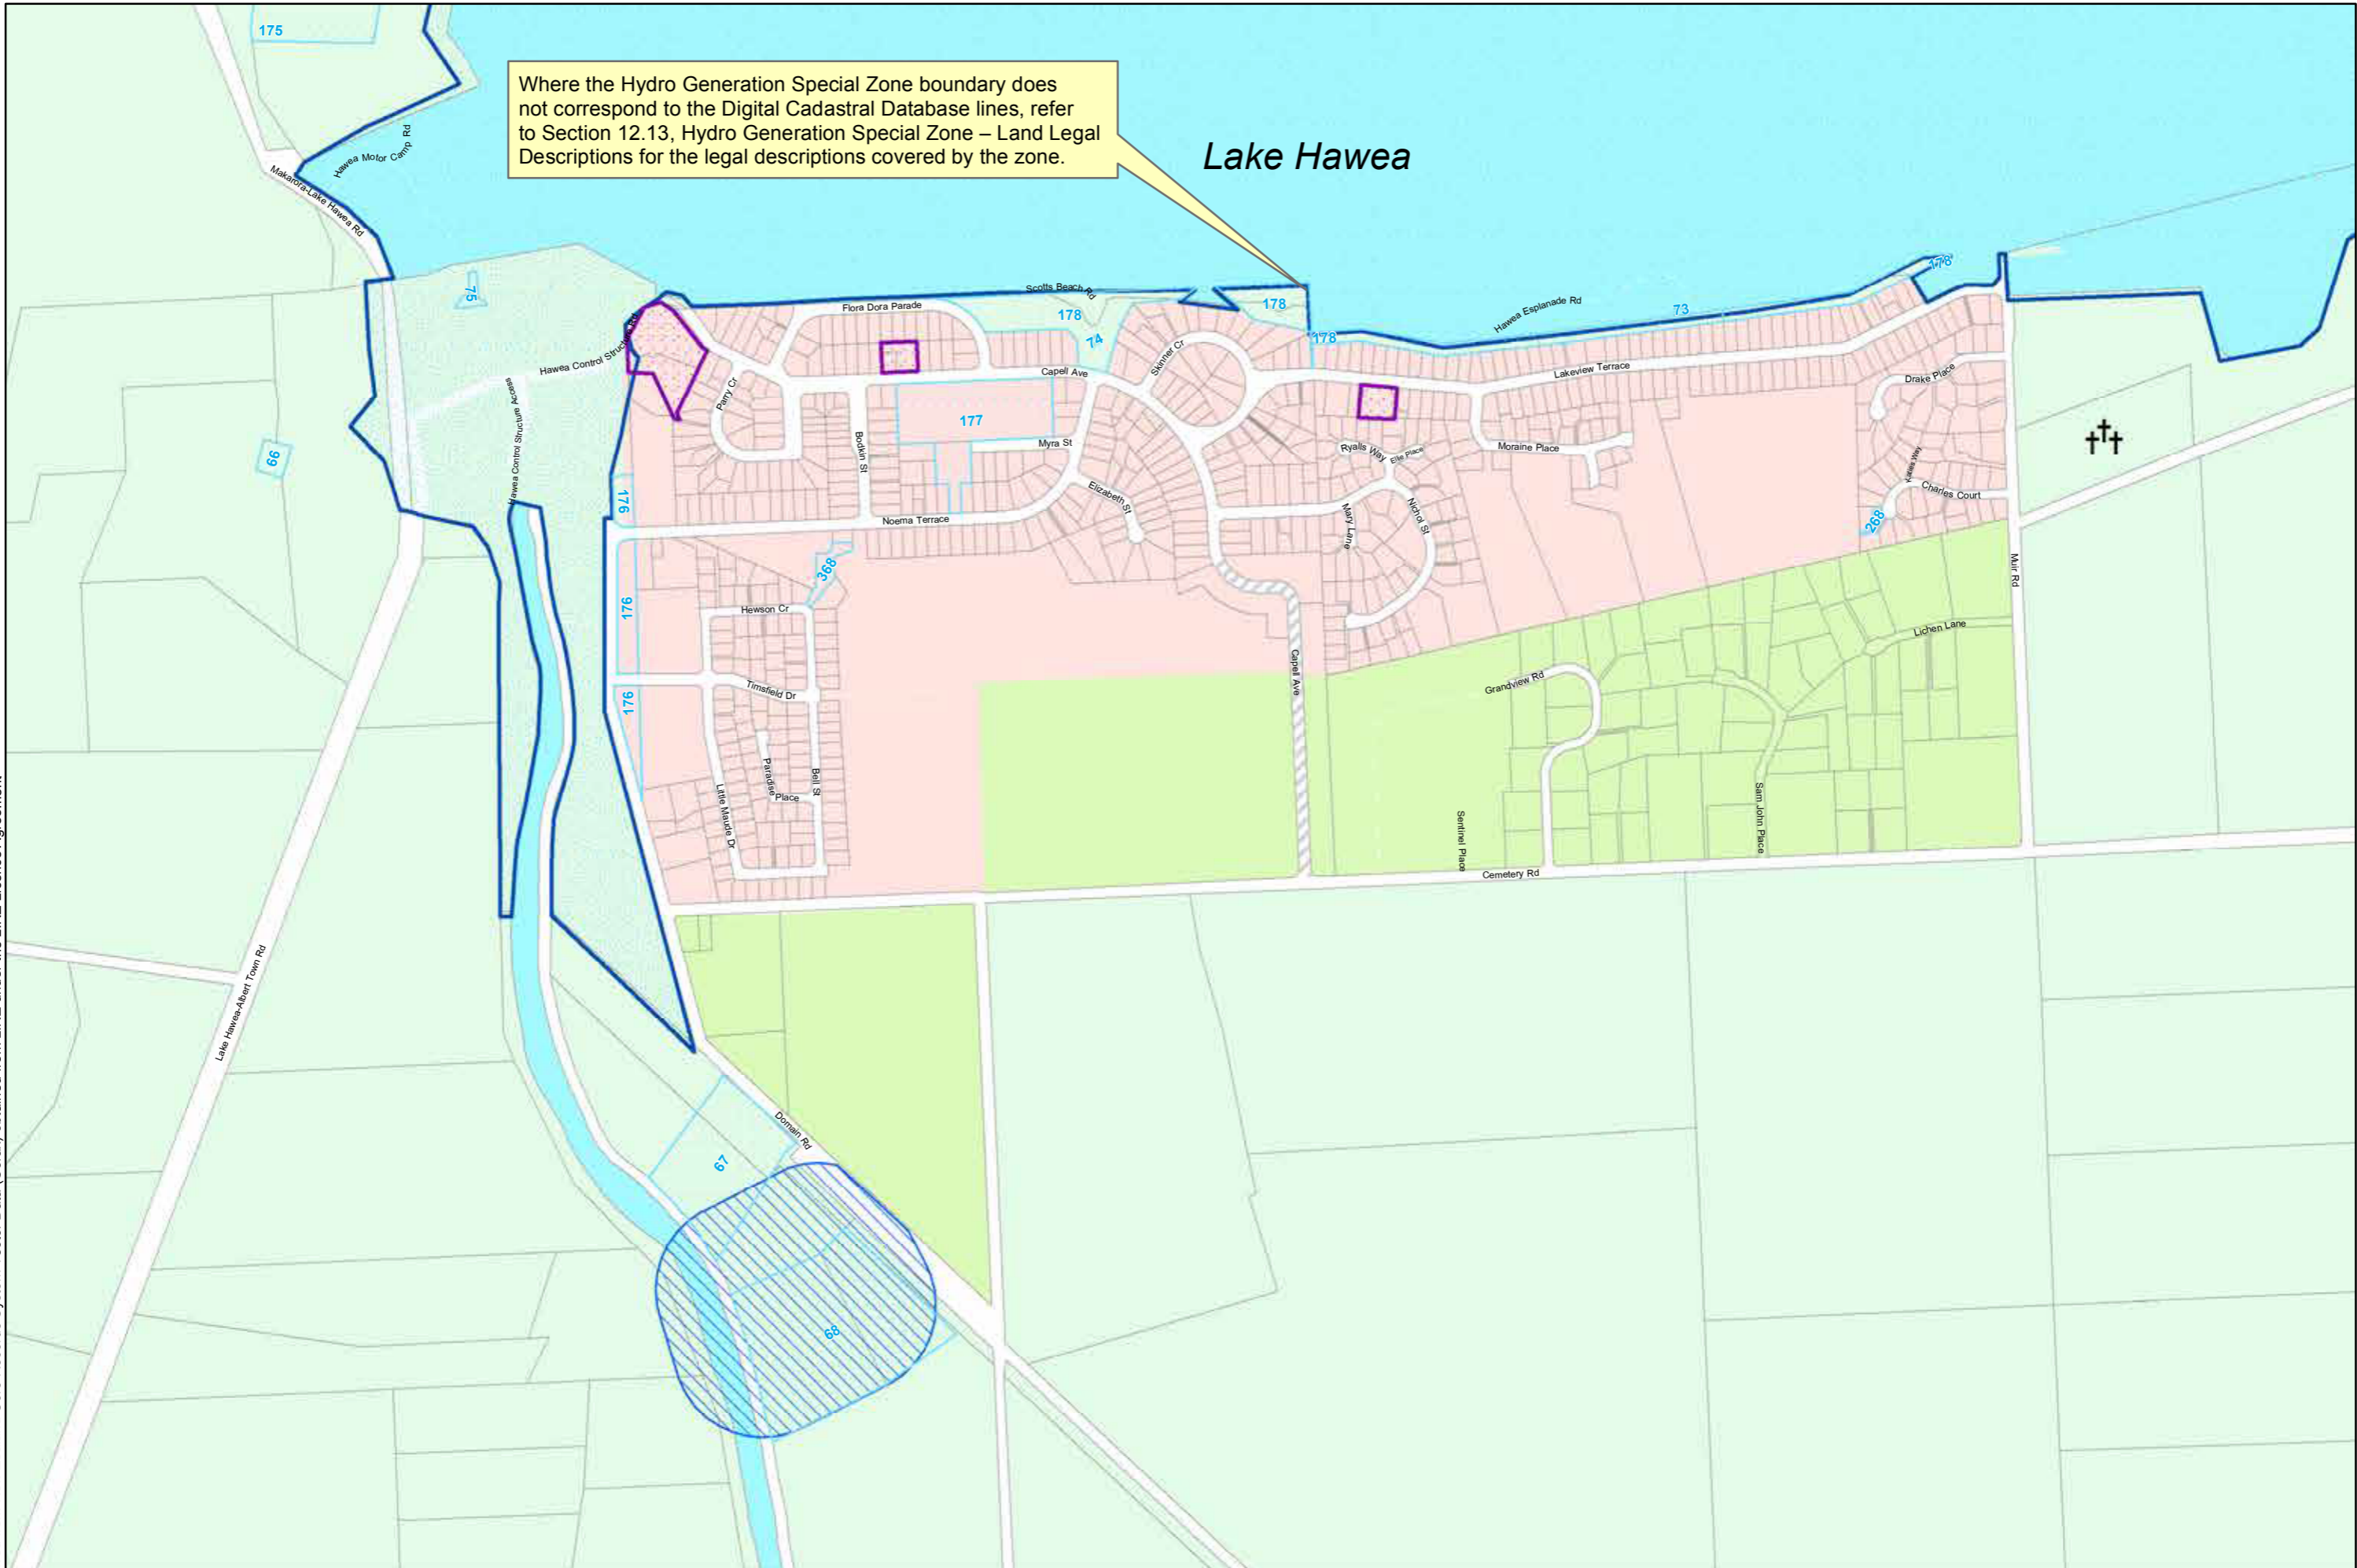 175
Where the Hydro Generation Special Zone boundary does
not correspond to the Digital Cadastral Database lines, refer
to Section 12.13, Hydro Generation Special Zone – Land Legal
Descriptions for the legal descriptions covered by the zone.
Lake Hawea
Hawea Motor Camp Rd
Makarora-Lake Hawea Rd
75
Scotts Beach Rd
178
Flora Dora Parade
178
178
74
178
Hawea Esplanade Rd
73
Hawea Control Structure Rd
Hawea Control Structure Access
Parry Cr
Capell Ave
Skinner Cr
Lakeview Terrace
Drake Place
66
177
Bodkin St
Myra St
Ryalls Way
Elle Place
Moraine Place
176
Elizabeth St
Noema Terrace
Mary Lane
Nichol St
Charles Court
268
Muir Rd
368
176
Hewson Cr
Lichen Lane
Capell Ave
Grandview Rd
176
Timsfield Dr
Paradise
Place
Bell St
Little Maude Dr
Sentinel Place
Sam John Place
Cemetery Rd
Lake Hawea-Albert Town Rd
Domain Rd
67
68